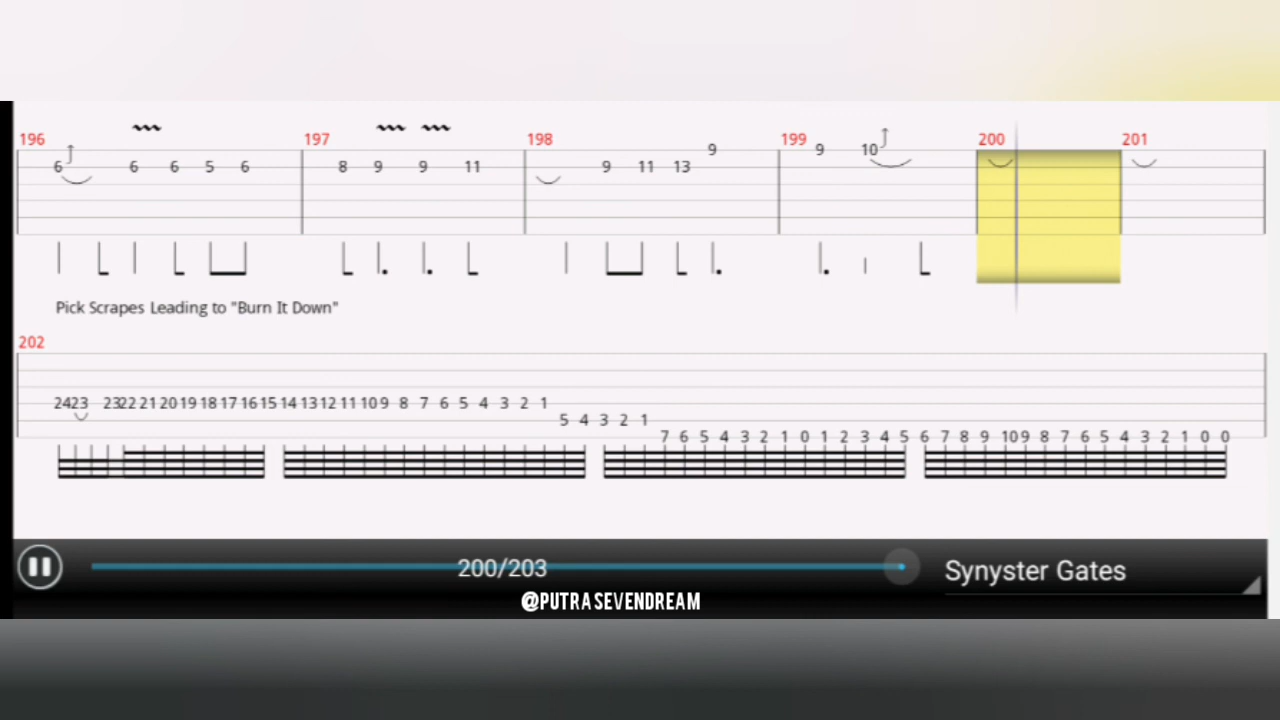 196 197 198 199 200 201
9 9 10
6 6 6 5 6 8 9 9 11 9 11 13
Pick Scrapes Leading to "Burn It Down"
202
24 23 23 22 21 20 19 18 17 16 15 14 13 12 11 10 9 8 7 6 5 4 3 2 1
5 4 3 2 1
7 6 5 4 3 2 1 0 1 2 3 4 5 6 7 8 9 10 9 8 7 6 5 4 3 2 1 0 0
200/203
Synyster Gates
@PUTRASEVENDREAM